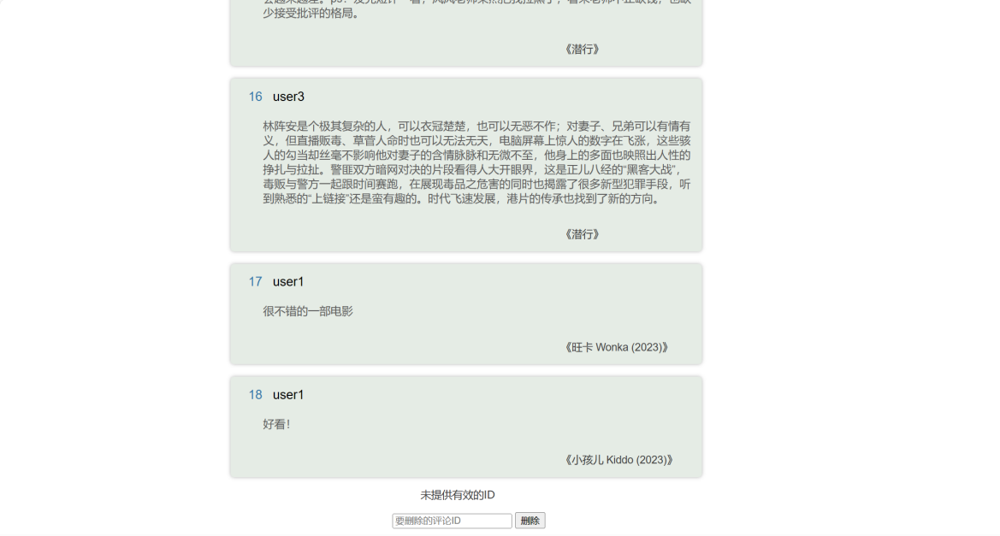 少接受批评的格局。
《潜行》
16 user3
林阵安是个极其复杂的人，可以衣冠楚楚，也可以无恶不作；对妻子、兄弟可以有情有
义，但直播贩毒、草菅人命时也可以无法无天，电脑屏幕上惊人的数字在飞涨，这些骇
人的勾当却丝毫不影响他对妻子的含情脉脉和无微不至，他身上的多面也映照出人性的
挣扎与拉扯。警匪双方暗网对决的片段看得人大开眼界，这是正儿八经的“黑客大战”，
毒贩与警方一起跟时间赛跑，在展现毒品之危害的同时也揭露了很多新型犯罪手段，听
到熟悉的“上链接”还是蛮有趣的。时代飞速发展，港片的传承也找到了新的方向。
《潜行》
17 user1
很不错的一部电影
《旺卡 Wonka (2023)》
18 user1
好看！
《小孩儿 Kiddo (2023)》
未提供有效的ID
要删除的评论ID 删除